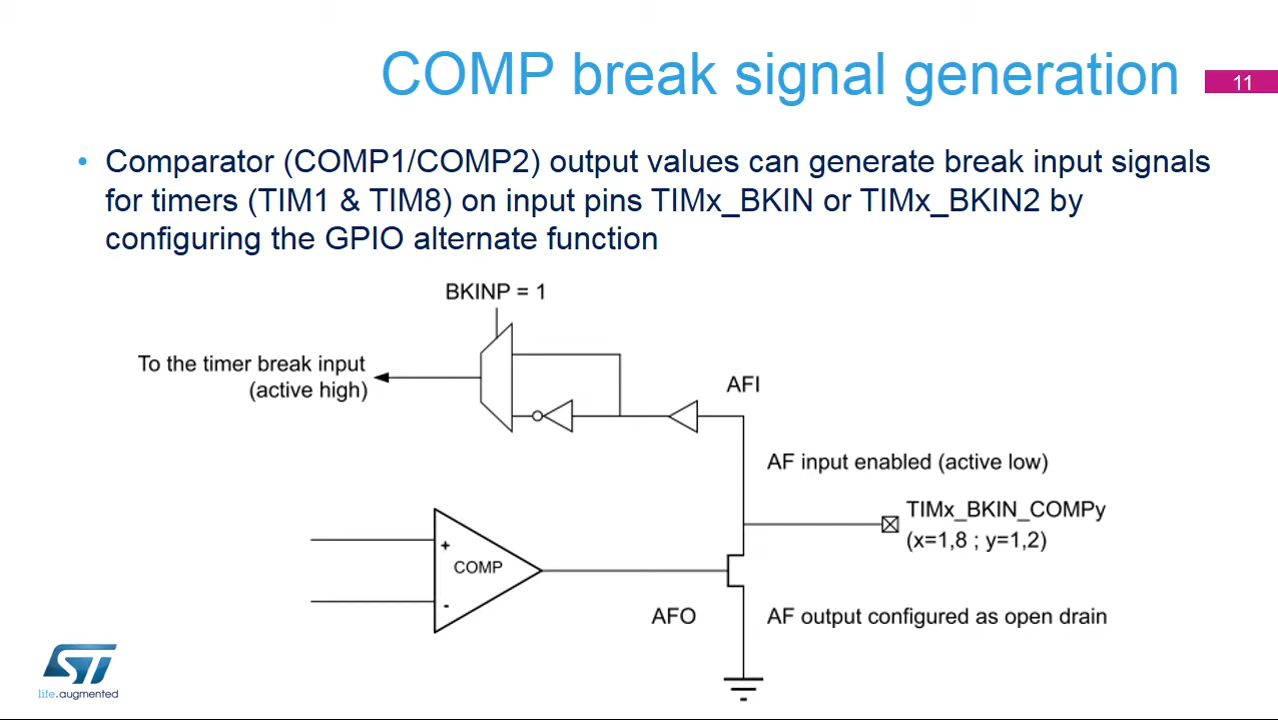 COMP break signal generation
11
• Comparator (COMP1/COMP2) output values can generate break input signals
for timers (TIM1 & TIM8) on input pins TIMx_BKIN or TIMx_BKIN2 by
configuring the GPIO alternate function
BKINP = 1
To the timer break input
(active high)
AFI
AF input enabled (active low)
TIMx_BKIN_COMPy
(x=1,8 ; y=1,2)
+
COMP
-
AFO
AF output configured as open drain
ST
life.augmented